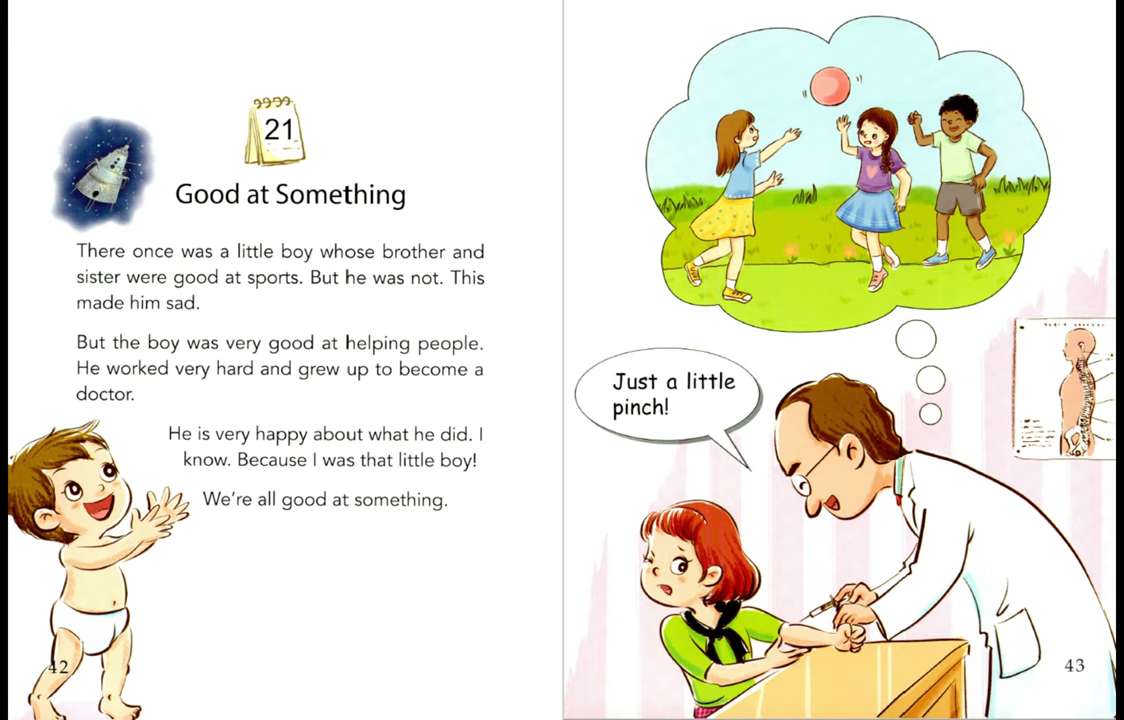 21
Good at Something
There once was a little boy whose brother and
sister were good at sports. But he was not. This
made him sad.
But the boy was very good at helping people.
He worked very hard and grew up to become a
doctor.
He is very happy about what he did. I
know. Because I was that little boy!
We're all good at something.
42
Just a little
pinch!
43